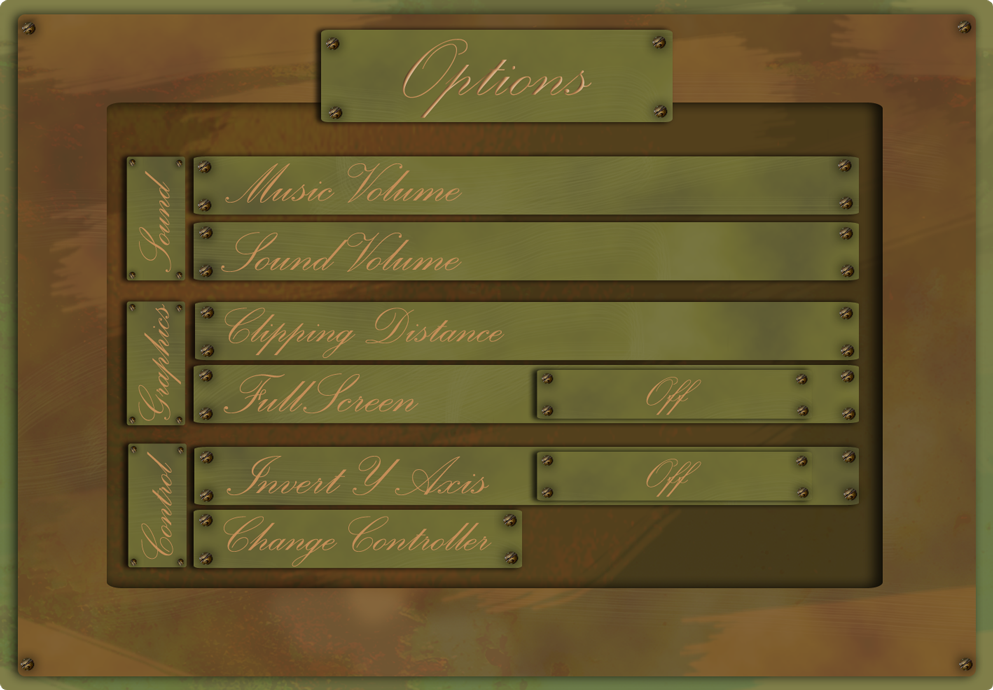 Options
Sound
Music Volume
Sound Volume
Graphics
Clipping Distance
FullScreen Off
Control
Invert Y Axis Off
Change Controller